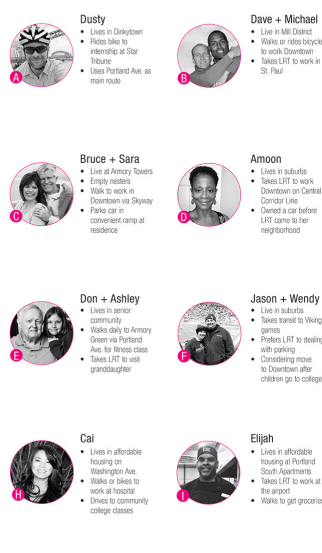 Dusty
• Lives in Dinkytown
• Rides bike to
internship at Star
Tribune
• Uses Portland Ave. as
main route
A
Dave + Michael
• Live in Mill District
• Walks or rides bicycle
to work Downtown
• Takes LRT to work in
St. Paul
B
Bruce + Sara
• Live at Armory Towers
• Empty nesters
• Walk to work in
Downtown via Skyway
• Parks car in
convenient ramp at
residence
C
Amoon
• Lives in suburbs
• Takes LRT to work
Downtown on Central
Corridor Line
• Owned a car before
LRT came to her
neighborhood
D
Don + Ashley
• Lives in senior
community
• Walks daily to Armory
Green via Portland
Ave. for fitness class
• Takes LRT to visit
granddaughter
E
Jason + Wendy
• Live in suburbs
• Takes transit to Viking
games
• Prefers LRT to dealing
with parking
• Considering move
to Downtown after
children go to college
F
Cai
• Lives in affordable
housing on
Washington Ave.
• Walks or bikes to
work at hospital
• Drives to community
college classes
H
Elijah
• Lives in affordable
housing at Portland
South Apartments
• Takes LRT to work at
the airport
• Walks to get groceries
I